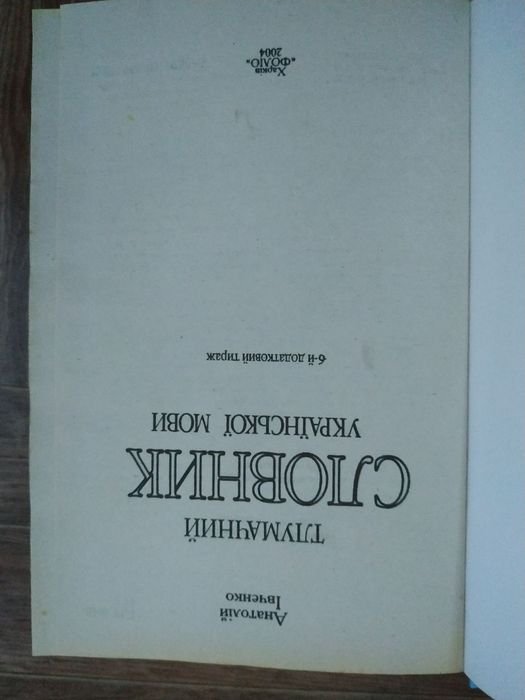 Анатолій
Івченко
ТЛУМАЧНИЙ
СЛОВНИК
УКРАЇНСЬКОЇ МОВИ
6-й додатковий тираж
Харків
«ФОЛІО»
2004